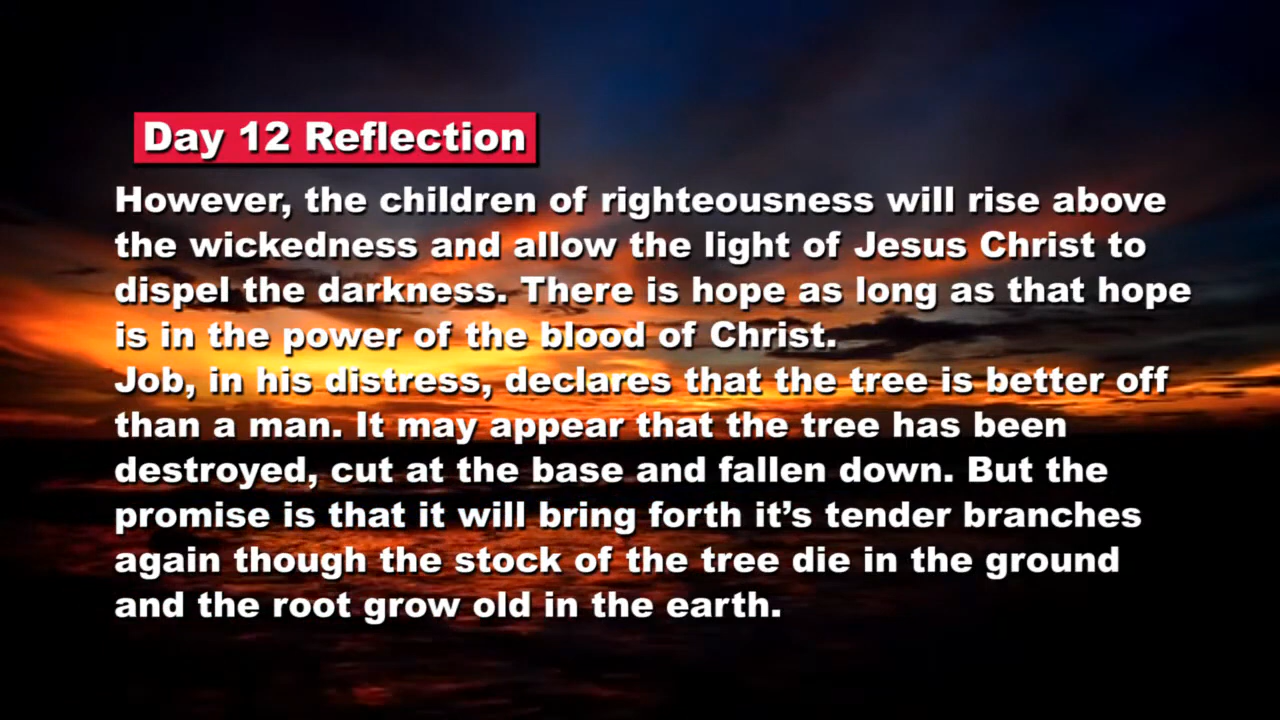 Day 12 Reflection
However, the children of righteousness will rise above
the wickedness and allow the light of Jesus Christ to
dispel the darkness. There is hope as long as that hope
is in the power of the blood of Christ.
Job, in his distress, declares that the tree is better off
than a man. It may appear that the tree has been
destroyed, cut at the base and fallen down. But the
promise is that it will bring forth it’s tender branches
again though the stock of the tree die in the ground
and the root grow old in the earth.